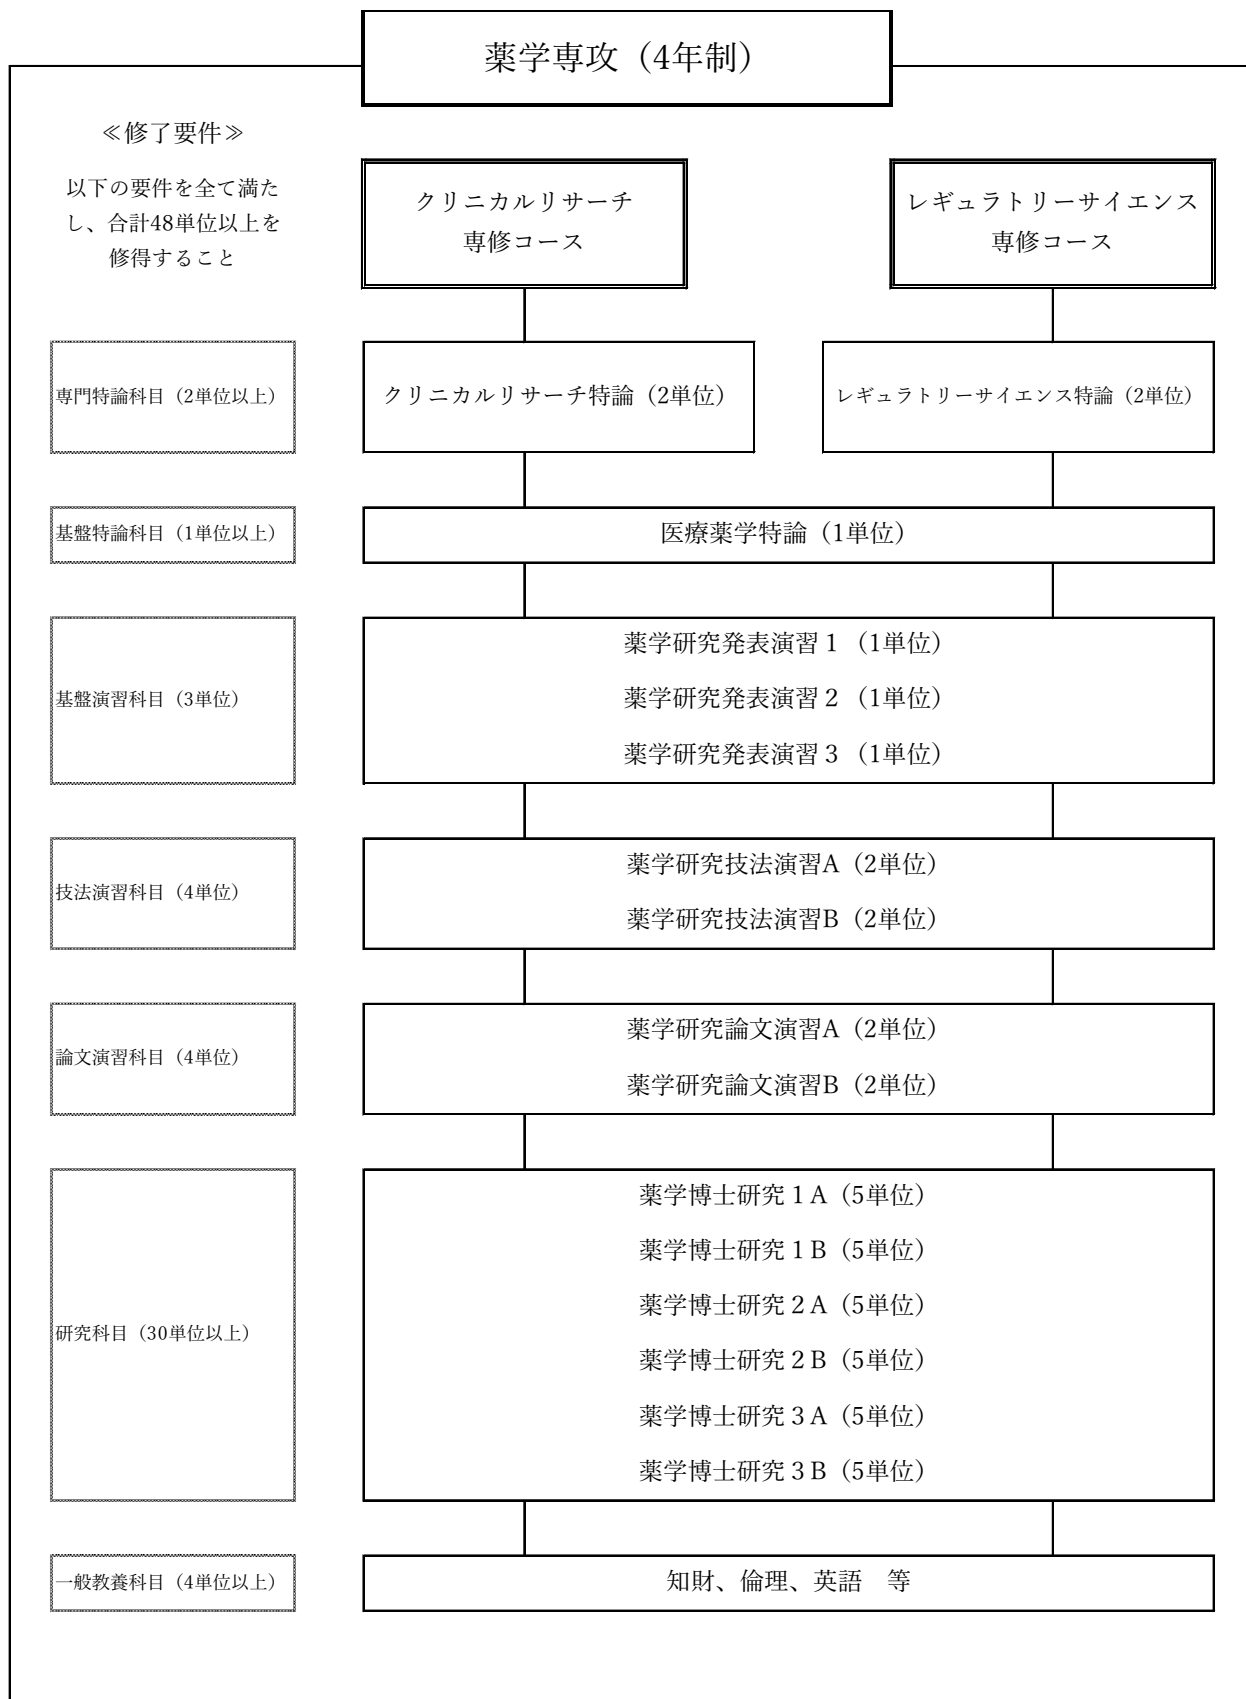 薬学専攻（4年制）
≪修了要件≫
以下の要件を全て満た
し、合計48単位以上を
修得すること
クリニカルリサーチ
専修コース
レギュラトリーサイエンス
専修コース
専門特論科目（2単位以上）
クリニカルリサーチ特論（2単位）
レギュラトリーサイエンス特論（2単位）
基盤特論科目（1単位以上）
医療薬学特論（1単位）
基盤演習科目（3単位）
薬学研究発表演習１（1単位）
薬学研究発表演習２（1単位）
薬学研究発表演習３（1単位）
技法演習科目（4単位）
薬学研究技法演習A（2単位）
薬学研究技法演習B（2単位）
論文演習科目（4単位）
薬学研究論文演習A（2単位）
薬学研究論文演習B（2単位）
研究科目（30単位以上）
薬学博士研究１A（5単位）
薬学博士研究１B（5単位）
薬学博士研究２A（5単位）
薬学博士研究２B（5単位）
薬学博士研究３A（5単位）
薬学博士研究３B（5単位）
一般教養科目（4単位以上）
知財、倫理、英語　等